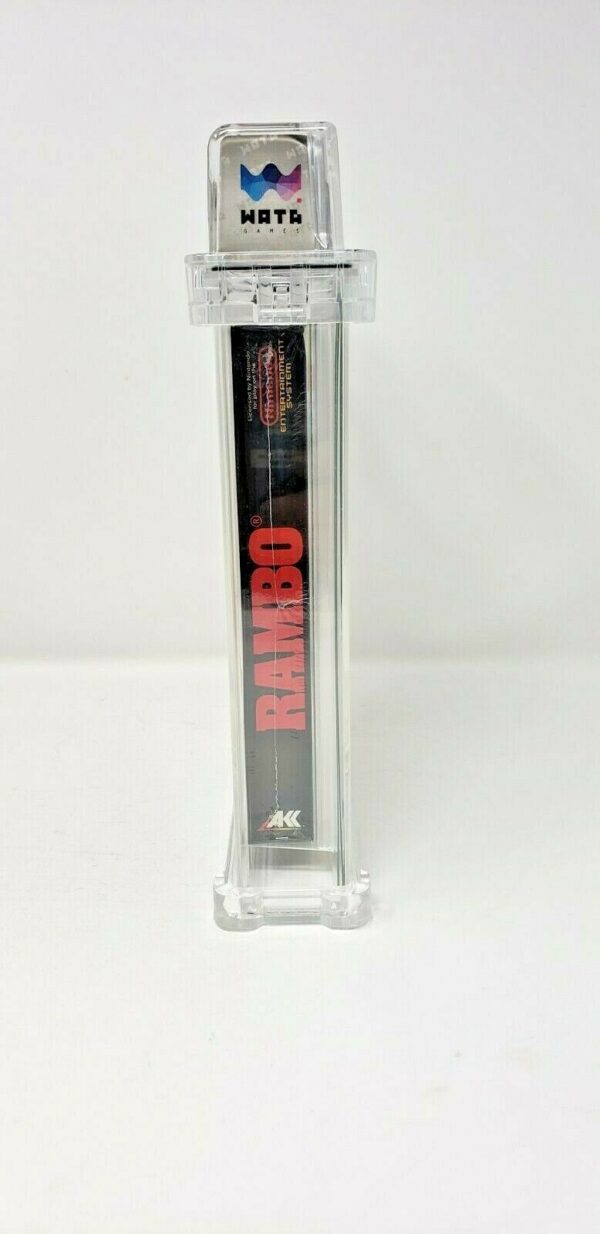 WATA
GAMES
Licensed by Nintendo
for play on the
Nintendo
ENTERTAINMENT
SYSTEM
RAMBO®
AKK